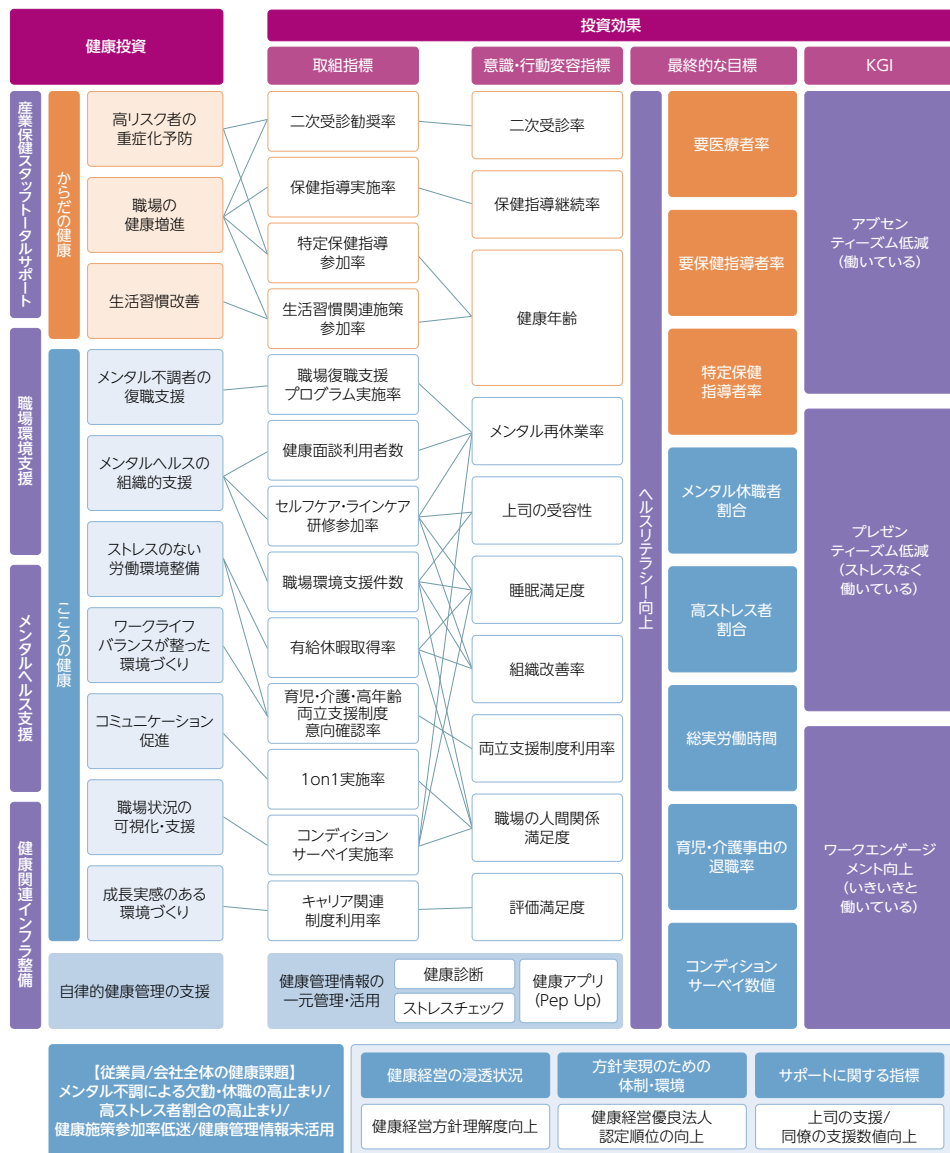 健康投資
投資効果
取組指標
意識・行動変容指標
最終的な目標
KGI
産業保健スタッフトータルサポート
職場環境支援
メンタルヘルス支援
健康関連インフラ整備
からだの健康
こころの健康
高リスク者の
重症化予防
職場の
健康増進
生活習慣改善
メンタル不調者の
復職支援
メンタルヘルスの
組織的支援
ストレスのない
労働環境整備
ワークライフ
バランスが整った
環境づくり
コミュニケーション
促進
職場状況の
可視化・支援
成長実感のある
環境づくり
自律的健康管理の支援
二次受診勧奨率
保健指導実施率
特定保健指導
参加率
生活習慣関連施策
参加率
職場復職支援
プログラム実施率
健康面談利用者数
セルフケア・ラインケア
研修参加率
職場環境支援件数
有給休暇取得率
育児・介護・高年齢
両立支援制度
意向確認率
1on1実施率
コンディション
サーベイ実施率
キャリア関連
制度利用率
健康管理情報の
一元管理・活用
健康診断
ストレスチェック
健康アプリ
(Pep Up)
二次受診率
保健指導継続率
健康年齢
メンタル再休業率
上司の受容性
睡眠満足度
組織改善率
両立支援制度利用率
職場の人間関係
満足度
評価満足度
ヘルスリテラシー向上
要医療者率
要保健指導者率
特定保健
指導者率
メンタル休職者
割合
高ストレス者
割合
総実労働時間
育児・介護事由の
退職率
コンディション
サーベイ数値
アブセン
ティーズム低減
(働いている)
プレゼン
ティーズム低減
(ストレスなく
働いている)
ワークエンゲージ
メント向上
(いきいきと
働いている)
【従業員/会社全体の健康課題】
メンタル不調による欠勤・休職の高止まり/
高ストレス者割合の高止まり/
健康施策参加率低迷/健康管理情報未活用
健康経営の浸透状況
健康経営方針理解度向上
方針実現のための
体制・環境
健康経営優良法人
認定順位の向上
サポートに関する指標
上司の支援/
同僚の支援数値向上